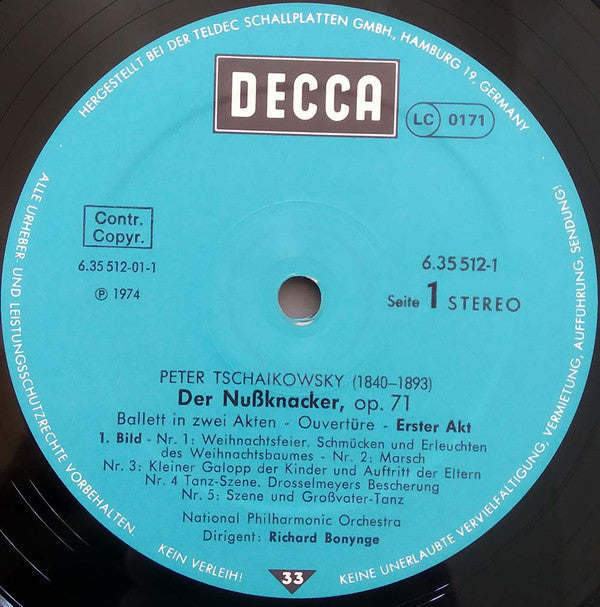 HERGESTELLT BEI DER TELDEC SCHALLPLATTEN GMBH., HAMBURG 19, GERMANY
DECCA
LC 0171
Contr.
Copyr.
6.35 512-01-1
℗ 1974
6.35 512-1
Seite 1 STEREO
PETER TSCHAIKOWSKY (1840-1893)
Der Nußknacker, op. 71
Ballett in zwei Akten - Ouvertüre - Erster Akt
1. Bild - Nr. 1: Weihnachtsfeier. Schmücken und Erleuchten
des Weihnachtsbaumes - Nr. 2: Marsch
Nr. 3: Kleiner Galopp der Kinder und Auftritt der Eltern
Nr. 4 Tanz-Szene. Drosselmeyers Bescherung
Nr. 5: Szene und Großvater-Tanz
National Philharmonic Orchestra
Dirigent: Richard Bonynge
33
ALLE URHEBER- UND LEISTUNGSSCHUTZRECHTE VORBEHALTEN.
KEIN VERLEIH!
KEINE UNERLAUBTE VERVIELFÄLTIGUNG, VERMIETUNG, AUFFÜHRUNG, SENDUNG!